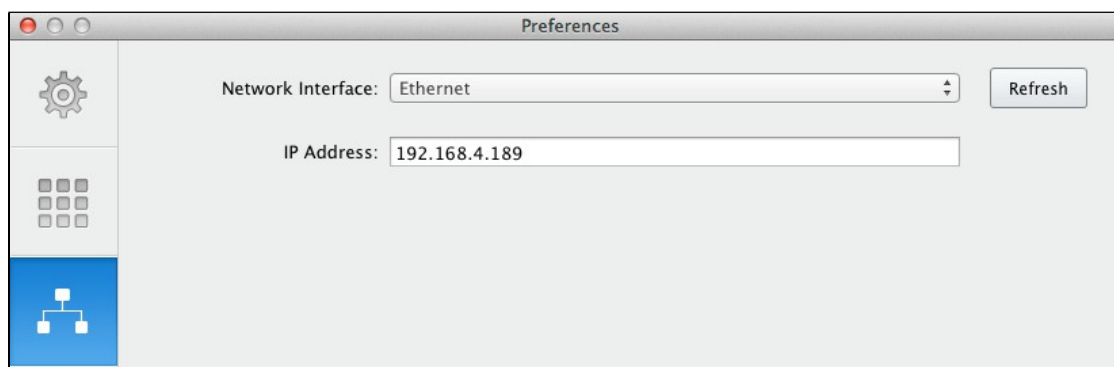 Preferences
Network Interface: Ethernet Refresh
IP Address: 192.168.4.189